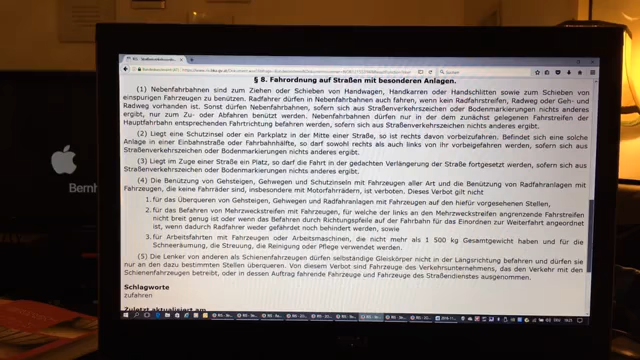 § 8. Fahrordnung auf Straßen mit besonderen Anlagen.
(1) Nebenfahrbahnen sind zum Ziehen oder Schieben von Handwagen, Handkarren oder Handschlitten sowie zum Schieben von
einspurigen Fahrzeugen zu benützen. Radfahrer dürfen in Nebenfahrbahnen auch fahren, wenn kein Radfahrstreifen, Radweg oder Geh- und
Radweg vorhanden ist. Sonst dürfen Nebenfahrbahnen, sofern sich aus Straßenverkehrszeichen oder Bodenmarkierungen nichts anderes
ergibt, nur zum Zu- oder Abfahren benützt werden. Nebenfahrbahnen dürfen nur in der dem zunächst gelegenen Fahrstreifen der
Hauptfahrbahn entsprechenden Fahrtrichtung befahren werden, sofern sich aus Straßenverkehrszeichen nichts anderes ergibt.
(2) Liegt eine Schutzinsel oder ein Parkplatz in der Mitte einer Straße, so ist rechts davon vorbeizufahren. Befindet sich eine solche
Anlage in einer Einbahnstraße oder Fahrbahnhälfte, so darf sowohl rechts als auch links von ihr vorbeigefahren werden, sofern sich aus
Straßenverkehrszeichen oder Bodenmarkierungen nichts anderes ergibt.
(3) Liegt im Zuge einer Straße ein Platz, so darf die Fahrt in der gedachten Verlängerung der Straße fortgesetzt werden, sofern sich aus
Straßenverkehrszeichen oder Bodenmarkierungen nichts anderes ergibt.
(4) Die Benützung von Gehsteigen, Gehwegen und Schutzinseln mit Fahrzeugen aller Art und die Benützung von Radfahranlagen mit
Fahrzeugen, die keine Fahrräder sind, insbesondere mit Motorfahrrädern, ist verboten. Dieses Verbot gilt nicht
1. für das Überqueren von Gehsteigen, Gehwegen und Radfahranlagen mit Fahrzeugen auf den hiefür vorgesehenen Stellen,
2. für das Befahren von Mehrzweckstreifen mit Fahrzeugen, für welche der links an den Mehrzweckstreifen angrenzende Fahrstreifen
nicht breit genug ist oder wenn das Befahren durch Richtungspfeile auf der Fahrbahn für das Einordnen zur Weiterfahrt angeordnet
ist, wenn dadurch Radfahrer weder gefährdet noch behindert werden, sowie
3. für Arbeitsfahrten mit Fahrzeugen oder Arbeitsmaschinen, die nicht mehr als 1 500 kg Gesamtgewicht haben und für die
Schneeräumung, die Streuung, die Reinigung oder Pflege verwendet werden.
(5) Die Lenker von anderen als Schienenfahrzeugen dürfen selbständige Gleiskörper nicht in der Längsrichtung befahren und dürfen sie
nur an den dazu bestimmten Stellen überqueren. Von diesem Verbot sind Fahrzeuge des Verkehrsunternehmens, das den Verkehr mit den
Schienenfahrzeugen betreibt, oder in dessen Auftrag fahrende Fahrzeuge und Fahrzeuge des Straßendienstes ausgenommen.
Schlagworte
zufahren
Zuletzt aktualisiert am
Bernh